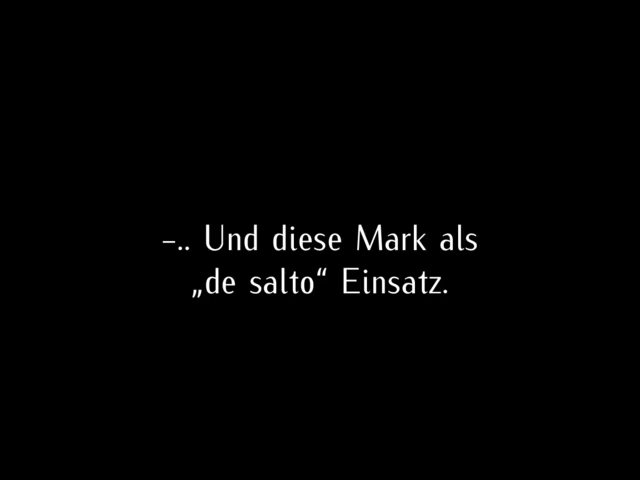 –.. Und diese Mark als
„de salto“ Einsatz.